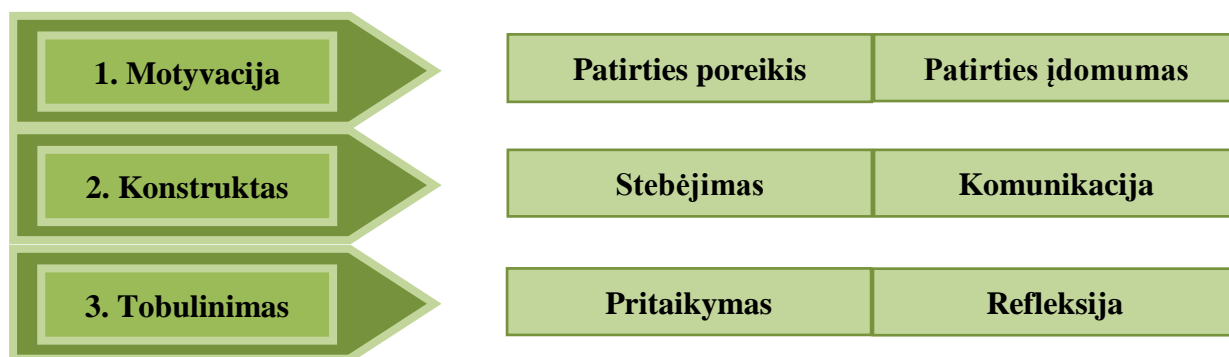 1. Motyvacija
Patirties poreikis
Patirties įdomumas
2. Konstruktas
Stebėjimas
Komunikacija
3. Tobulinimas
Pritaikymas
Refleksija